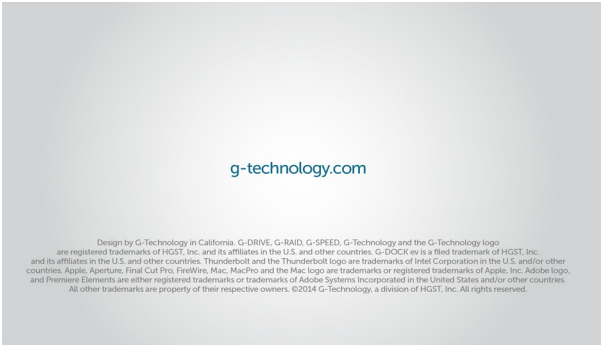 g-technology.com
Design by G-Technology in California. G-DRIVE, G-RAID, G-SPEED, G-Technology and the G-Technology logo
are registered trademarks of HGST, Inc. and its affiliates in the U.S. and other countries. G-DOCK ev is a filed trademark of HGST, Inc.
and its affiliates in the U.S. and other countries. Thunderbolt and the Thunderbolt logo are trademarks of Intel Corporation in the U.S. and/or other
countries. Apple, Aperture, Final Cut Pro, FireWire, Mac, MacPro and the Mac logo are trademarks or registered trademarks of Apple, Inc. Adobe logo,
and Premiere Elements are either registered trademarks or trademarks of Adobe Systems Incorporated in the United States and/or other countries.
All other trademarks are property of their respective owners. ©2014 G-Technology, a division of HGST, Inc. All rights reserved.